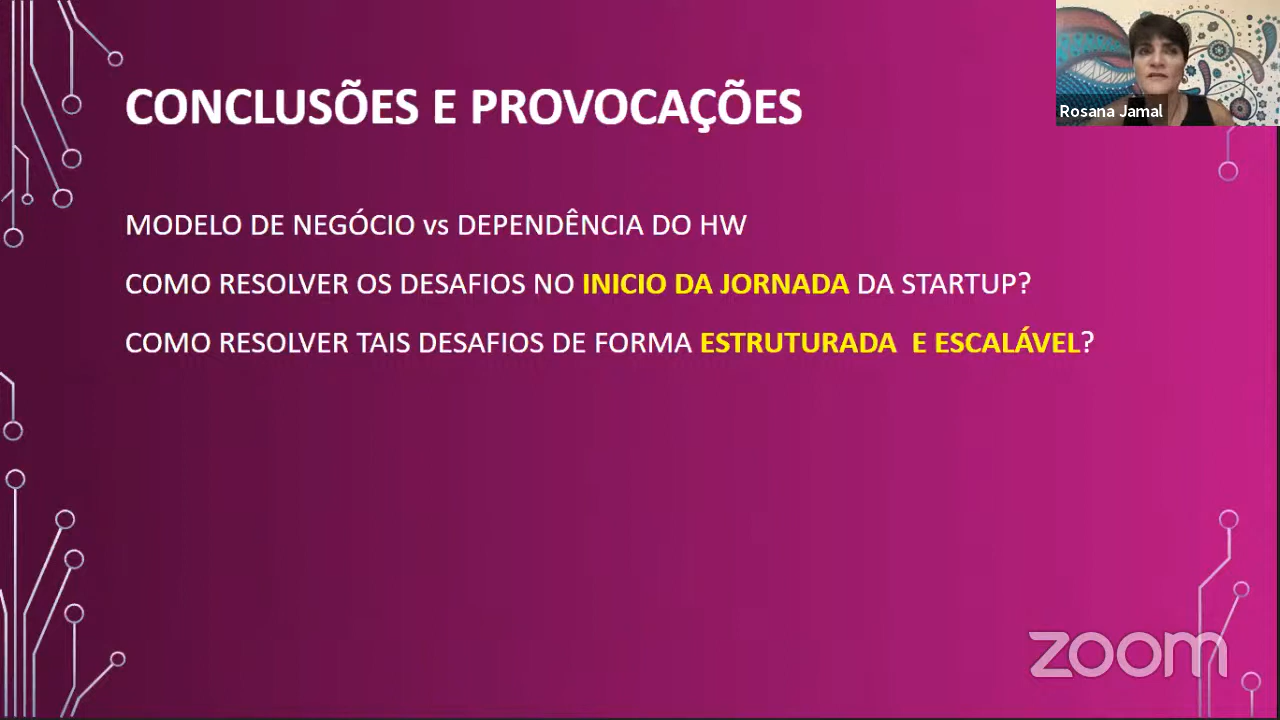 CONCLUSÕES E PROVOCAÇÕES
Rosana Jamal
MODELO DE NEGÓCIO vs DEPENDÊNCIA DO HW
COMO RESOLVER OS DESAFIOS NO INICIO DA JORNADA DA STARTUP?
COMO RESOLVER TAIS DESAFIOS DE FORMA ESTRUTURADA E ESCALÁVEL?
zoom